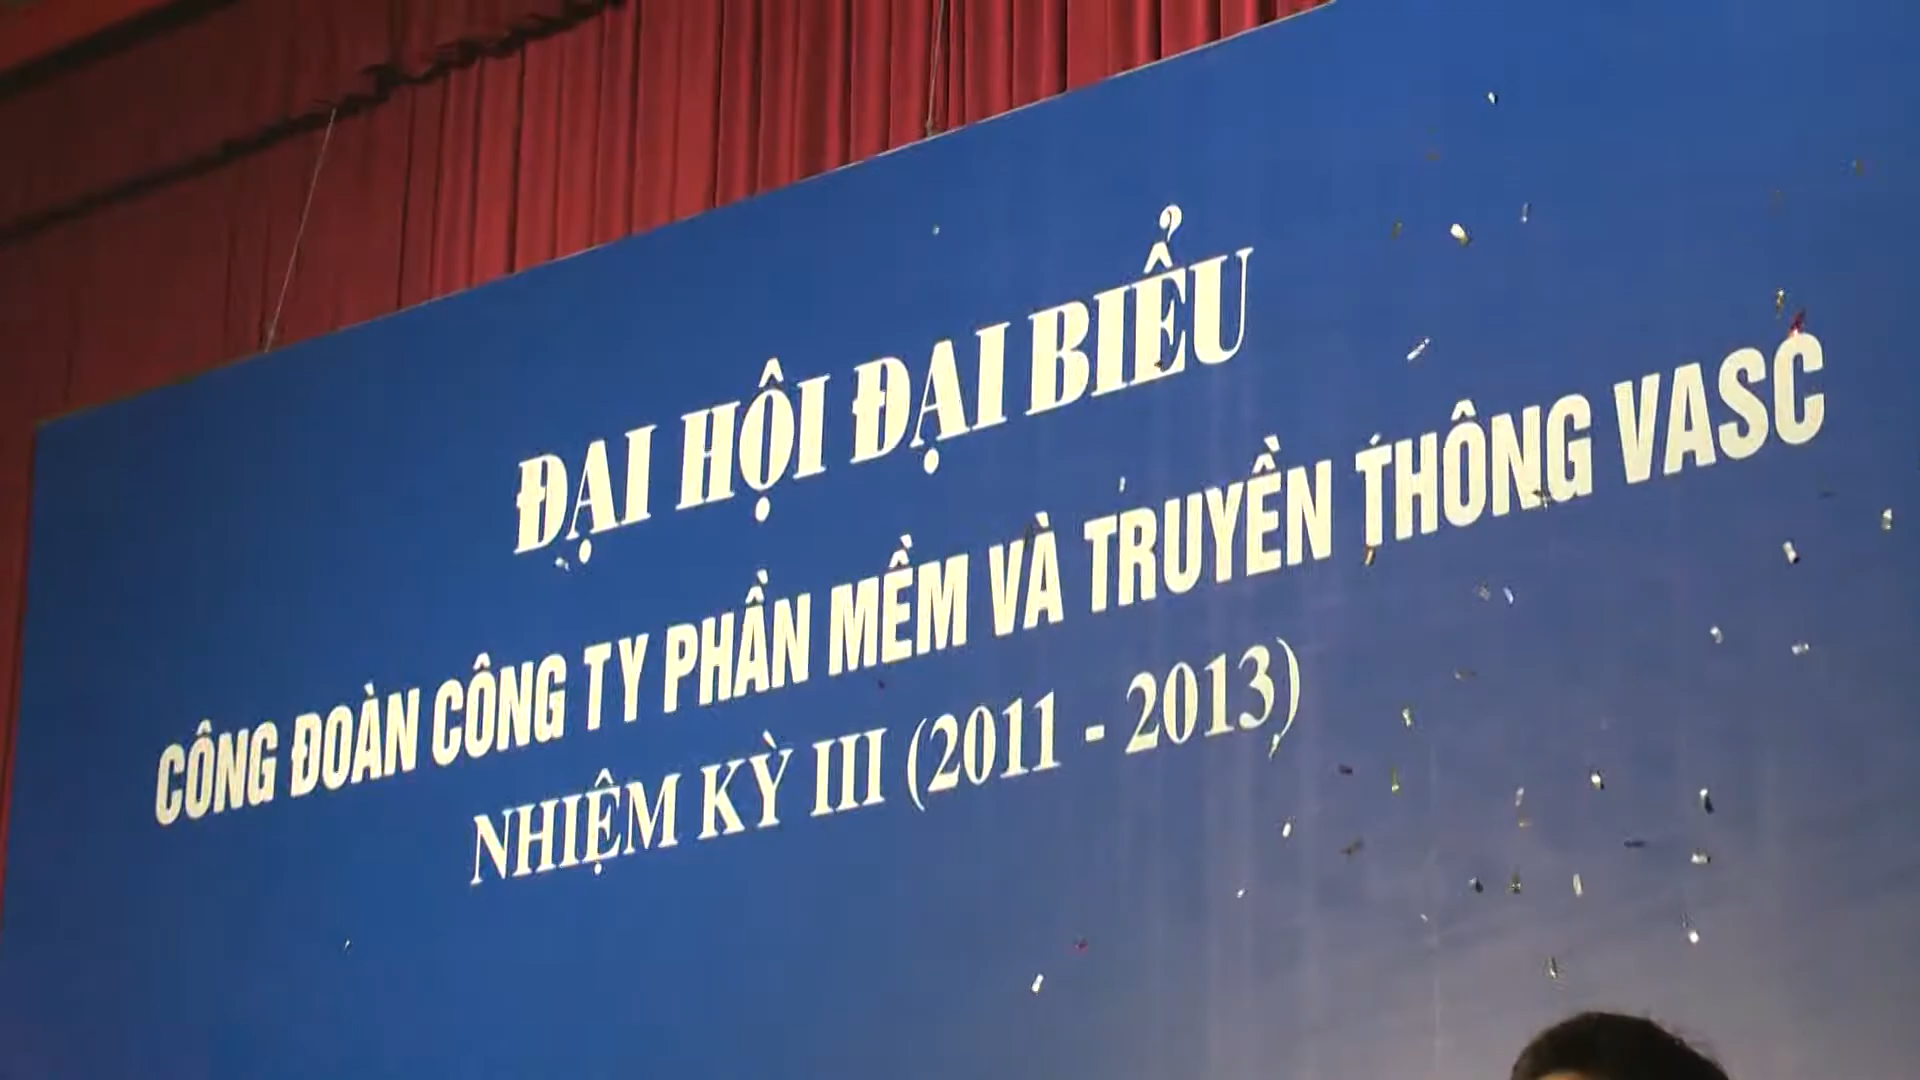 ĐẠI HỘI ĐẠI BIỂU
CÔNG ĐOÀN CÔNG TY PHẦN MỀM VÀ TRUYỀN THÔNG VASC
NHIỆM KỲ III (2011 - 2013)